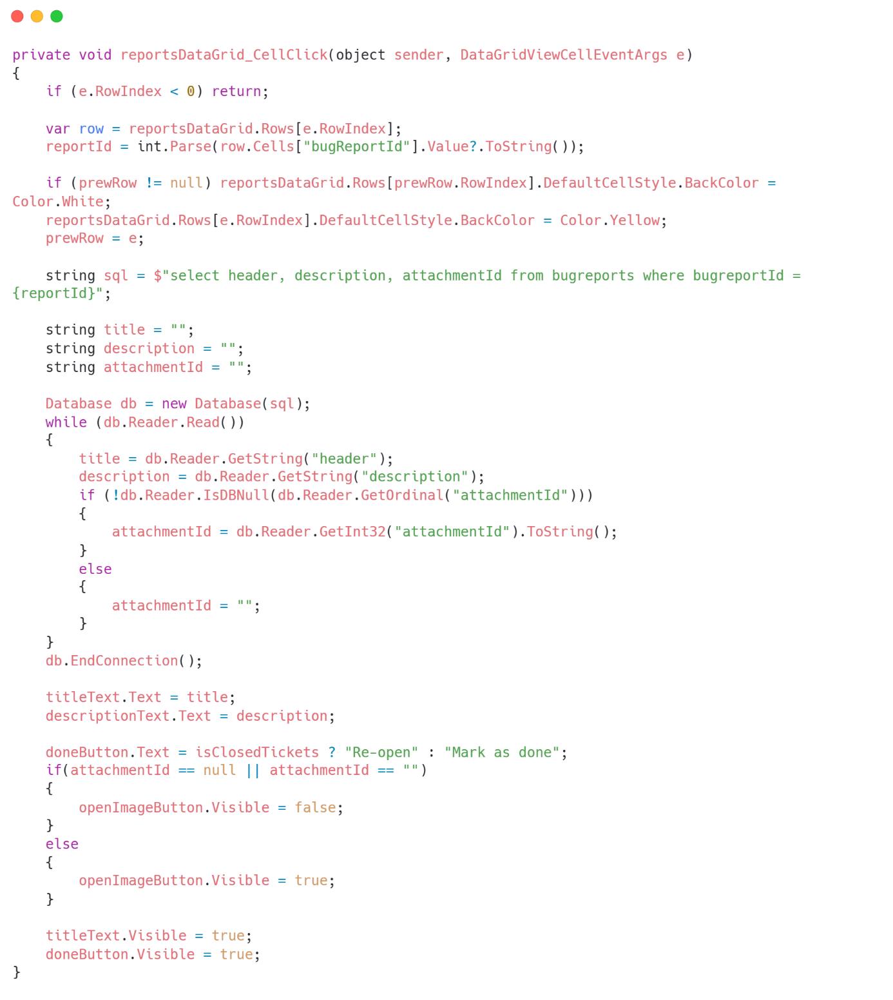 private void reportsDataGrid_CellClick(object sender, DataGridViewCellEventArgs e)
{
    if (e.RowIndex < 0) return;

    var row = reportsDataGrid.Rows[e.RowIndex];
    reportId = int.Parse(row.Cells["bugReportId"].Value?.ToString());

    if (prewRow != null) reportsDataGrid.Rows[prewRow.RowIndex].DefaultCellStyle.BackColor =
Color.White;
    reportsDataGrid.Rows[e.RowIndex].DefaultCellStyle.BackColor = Color.Yellow;
    prewRow = e;

    string sql = $"select header, description, attachmentId from bugreports where bugreportId =
{reportId}";

    string title = "";
    string description = "";
    string attachmentId = "";

    Database db = new Database(sql);
    while (db.Reader.Read())
    {
        title = db.Reader.GetString("header");
        description = db.Reader.GetString("description");
        if (!db.Reader.IsDBNull(db.Reader.GetOrdinal("attachmentId")))
        {
            attachmentId = db.Reader.GetInt32("attachmentId").ToString();
        }
        else
        {
            attachmentId = "";
        }
    }
    db.EndConnection();

    titleText.Text = title;
    descriptionText.Text = description;

    doneButton.Text = isClosedTickets ? "Re-open" : "Mark as done";
    if(attachmentId == null || attachmentId == "")
    {
        openImageButton.Visible = false;
    }
    else
    {
        openImageButton.Visible = true;
    }

    titleText.Visible = true;
    doneButton.Visible = true;
}